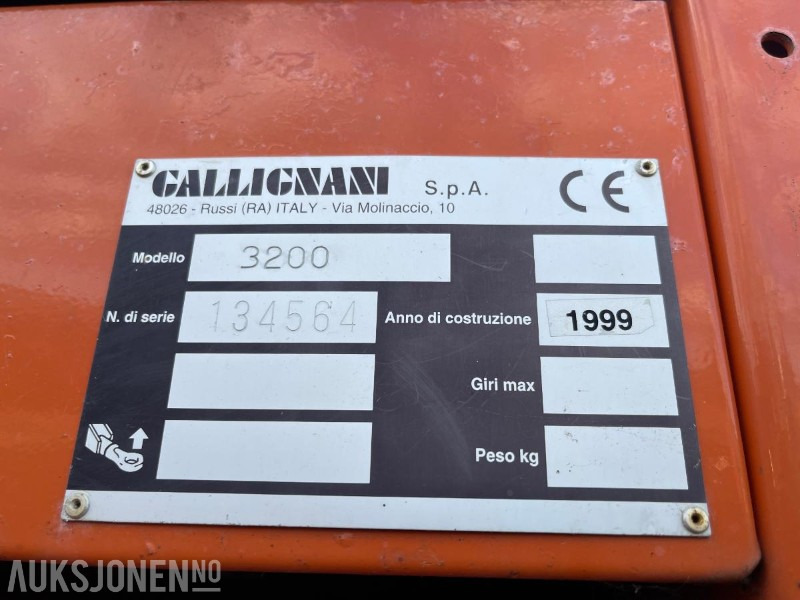 GALLIGNANI S.p.A. CE
48026 - Russi (RA) ITALY - Via Molinaccio, 10
Modello 3200
N. di serie 134564 Anno di costruzione 1999
Giri max
Peso kg
AUKSJONEN.NO